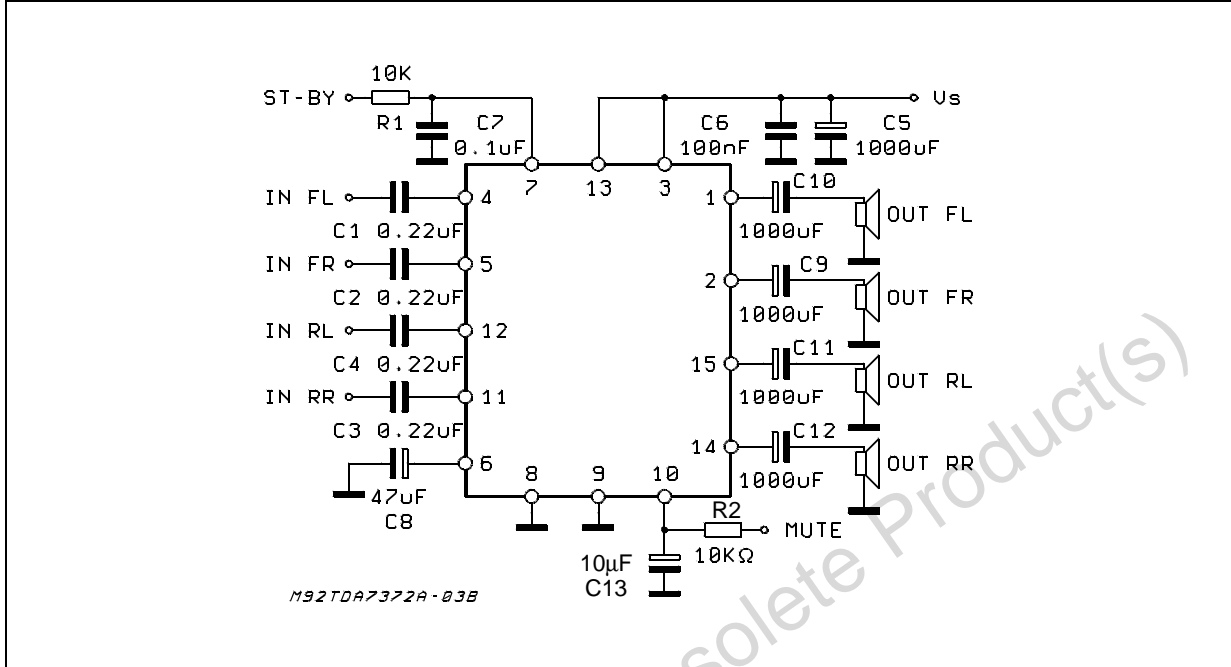 10K
ST-BY
R1
C7
0.1uF
C6
100nF
C5
1000uF
Vs
7
13
3
IN FL
4
C1 0.22uF
IN FR
5
C2 0.22uF
IN RL
12
C4 0.22uF
IN RR
11
C3 0.22uF
6
47uF
C8
8
9
10
1
C10
1000uF
OUT FL
2
C9
1000uF
OUT FR
15
C11
1000uF
OUT RL
14
C12
1000uF
OUT RR
R2
MUTE
10KΩ
10µF
C13
M92TDA7372A-03B
solete Product(s)